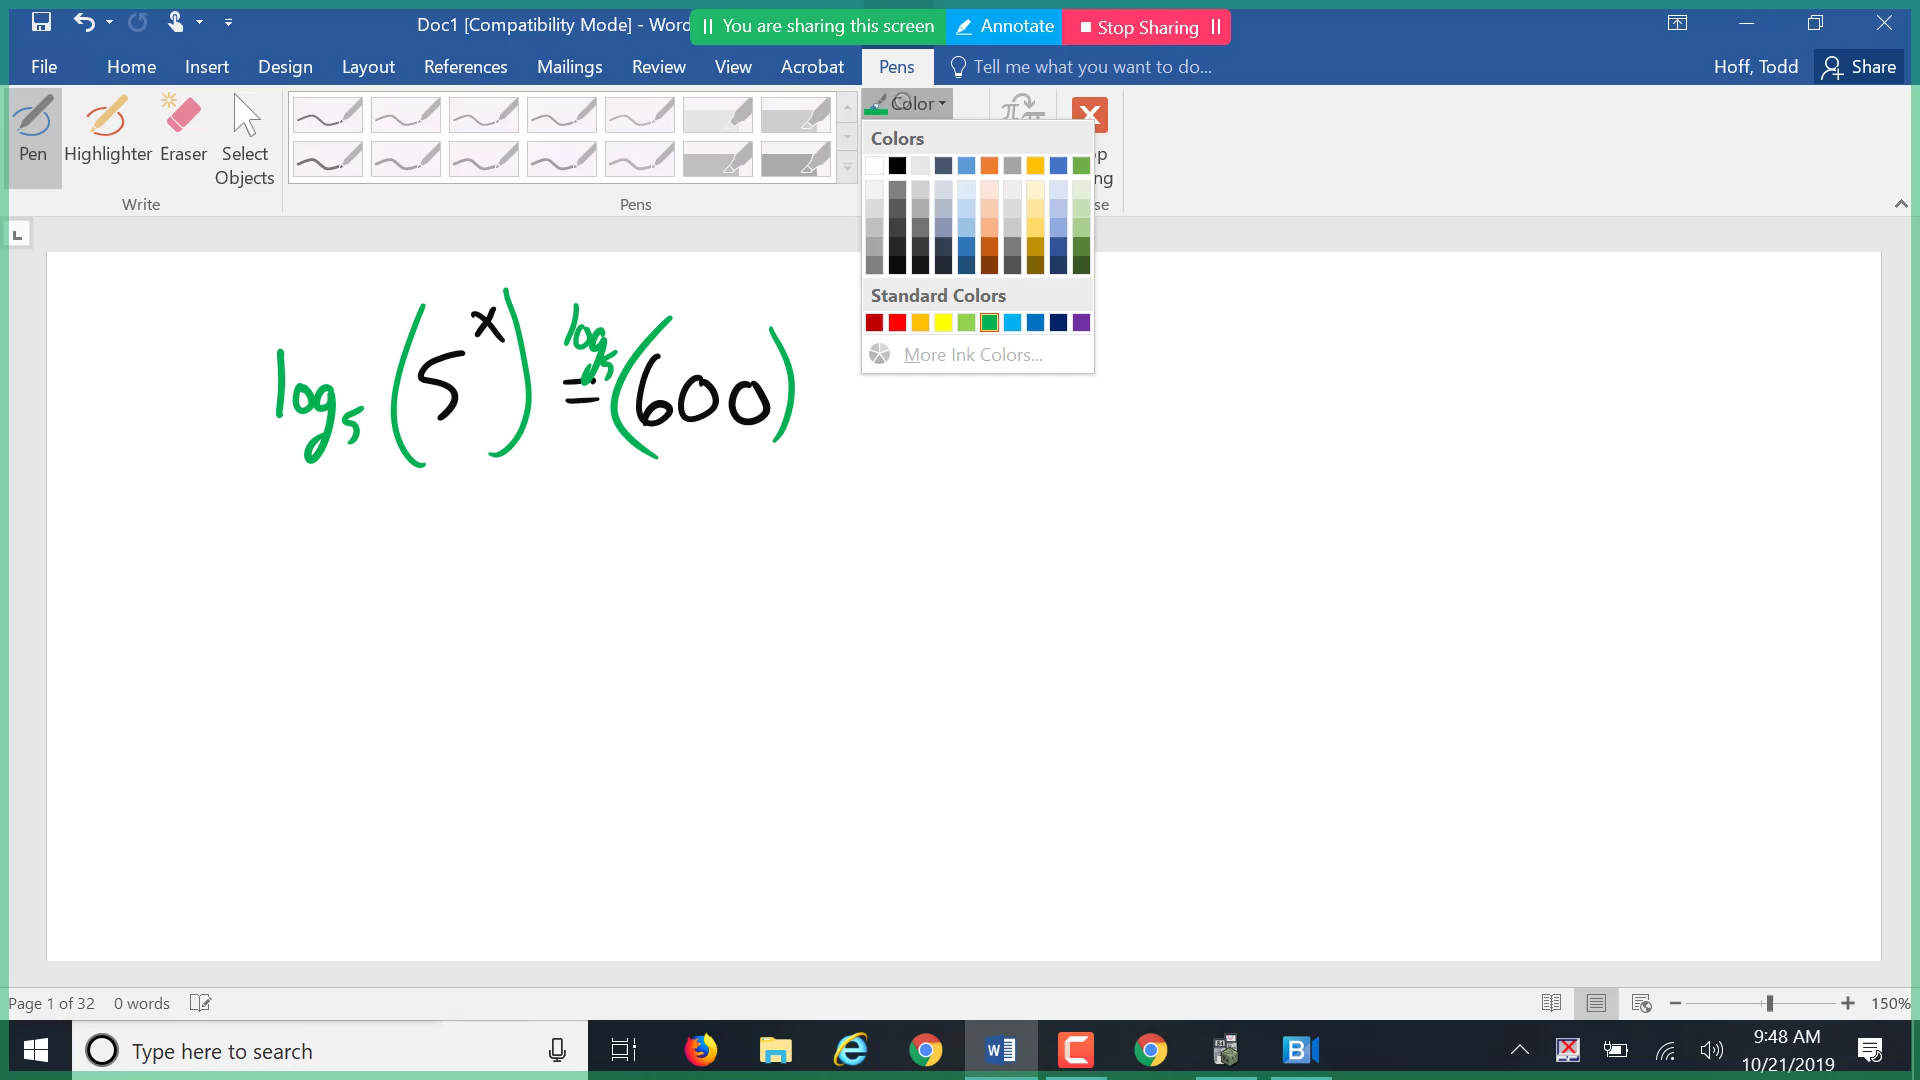 Doc1 [Compatibility Mode] - Word
You are sharing this screen
Annotate
Stop Sharing
File Home Insert Design Layout References Mailings Review View Acrobat Pens Tell me what you want to do... Hoff, Todd Share
Color
Pen Highlighter Eraser Select Objects
Write
Pens
Colors
Standard Colors
More Ink Colors...
log₅ (5ˣ) = log₅ (600)
Page 1 of 32 0 words
150%
Type here to search
9:48 AM
10/21/2019